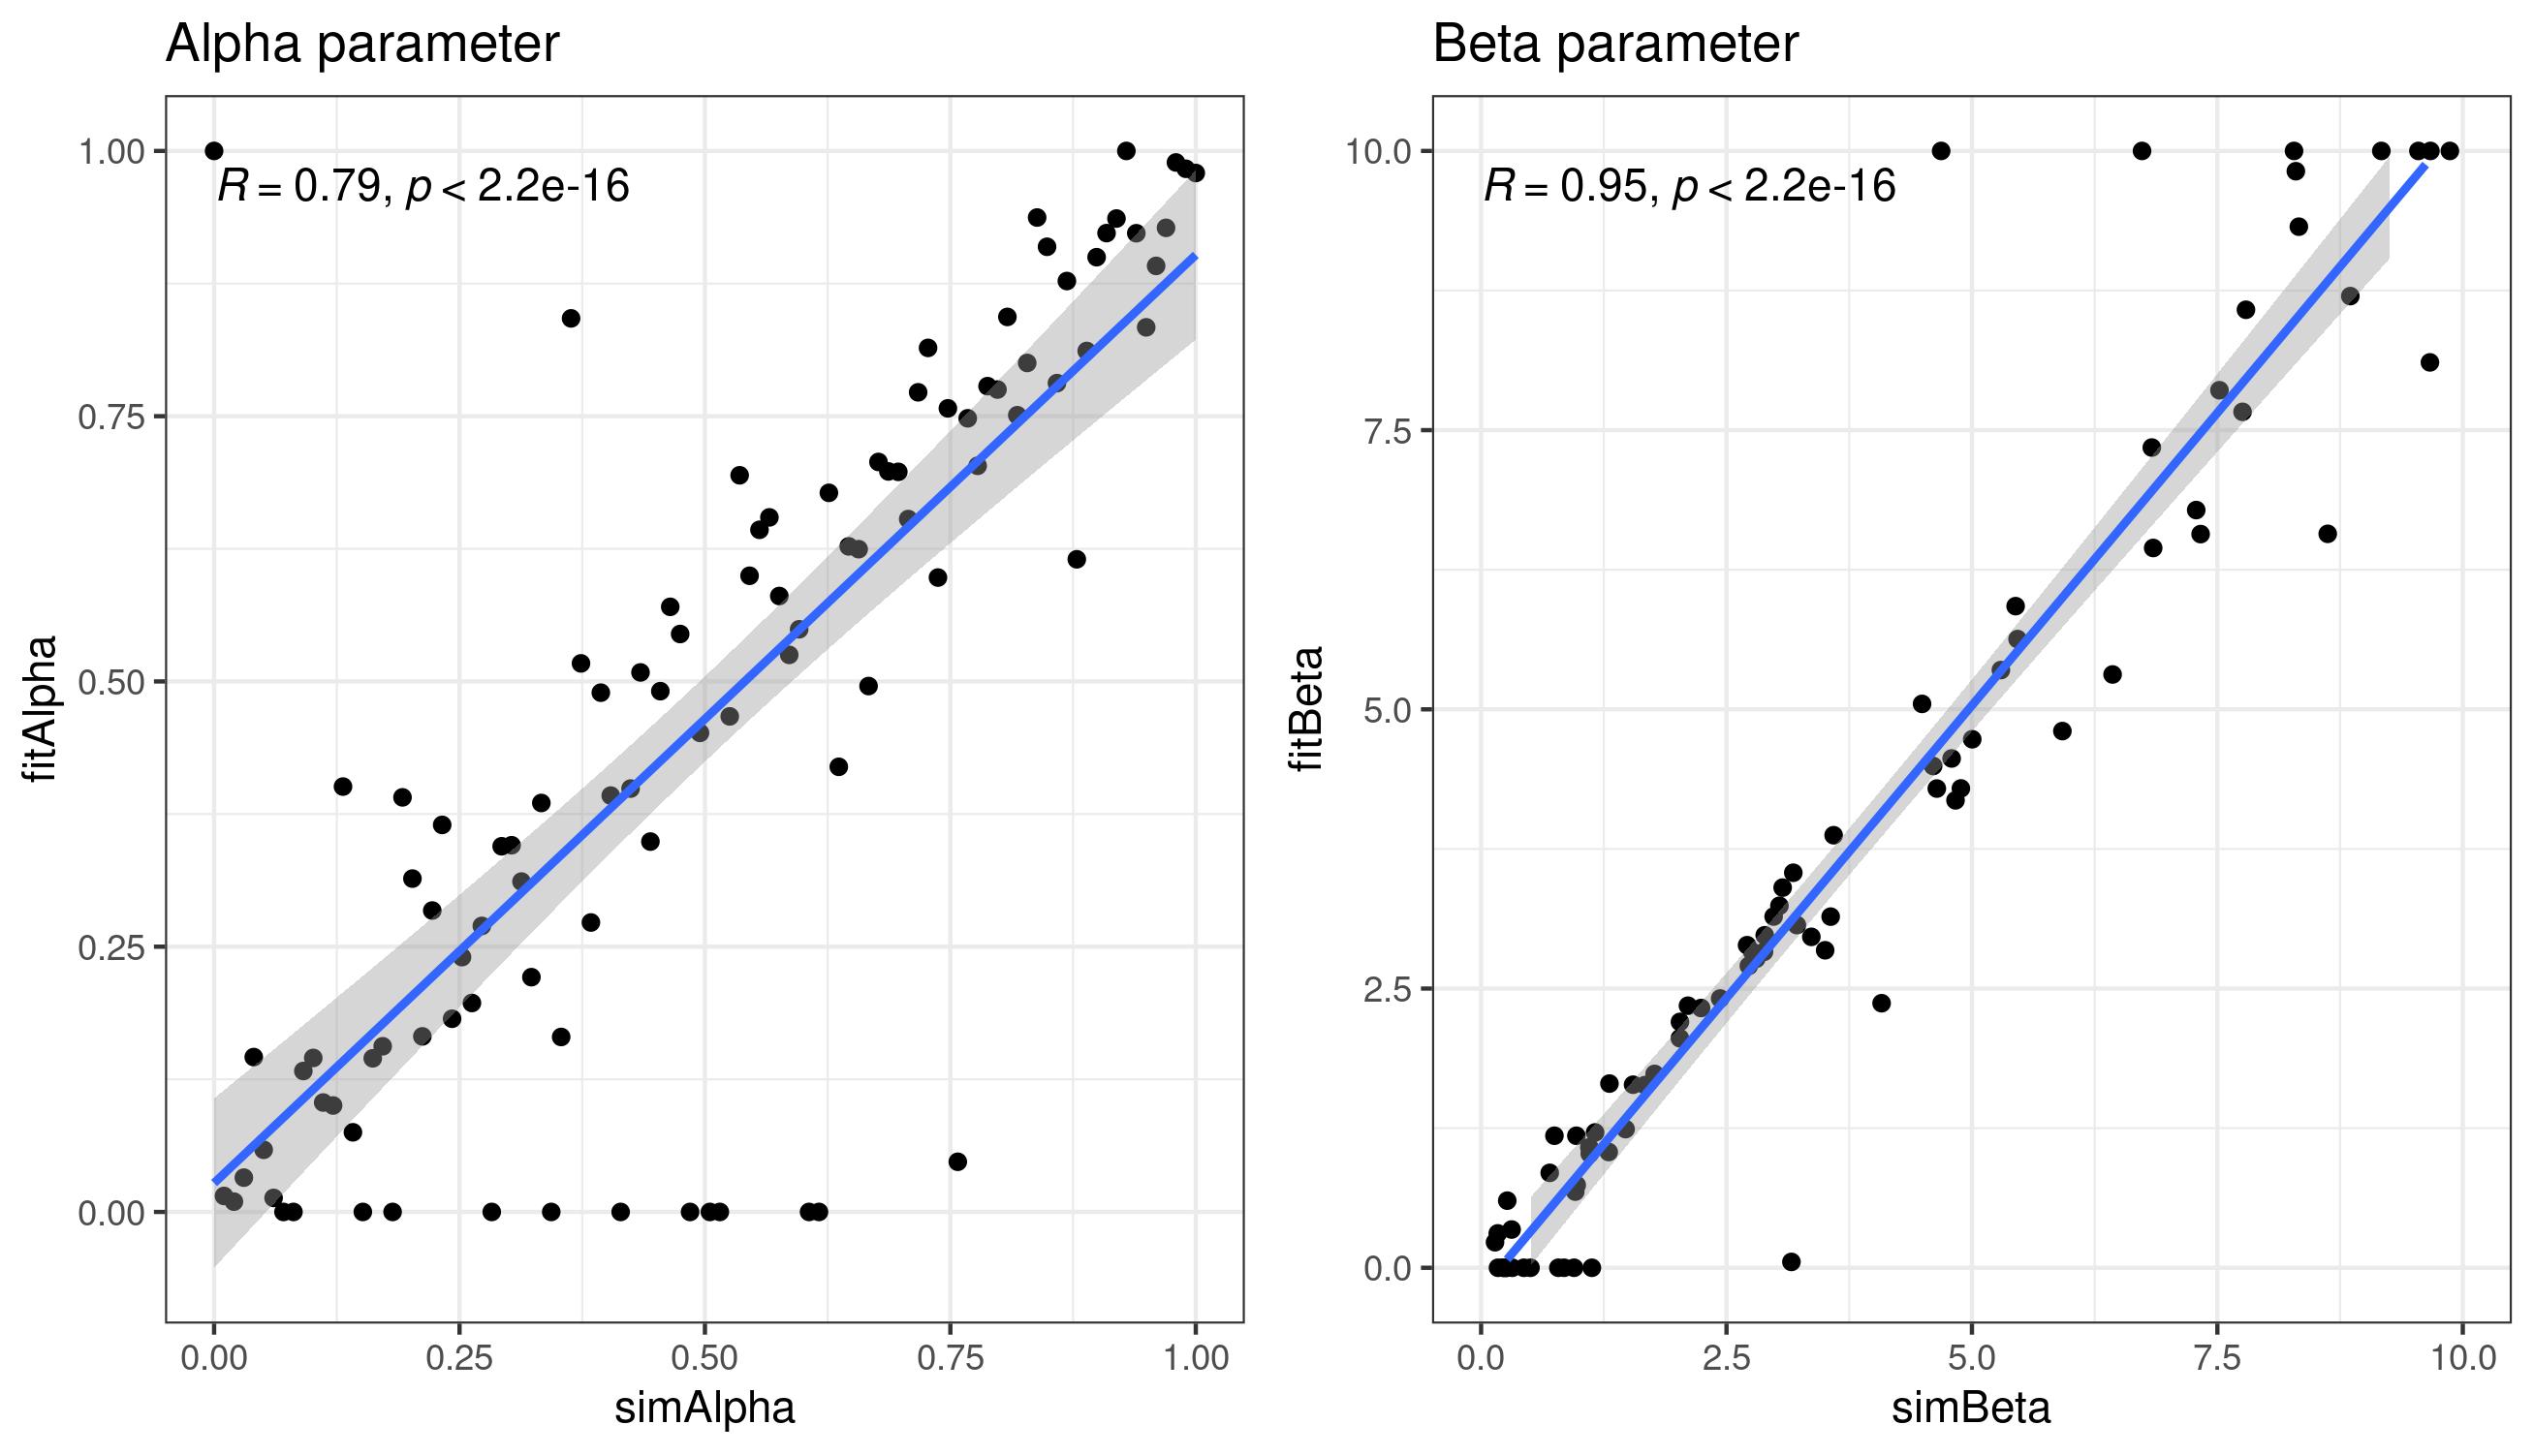 Alpha parameter
R = 0.79, p < 2.2e-16
1.00
0.75
0.50
0.25
0.00
fitAlpha
0.00 0.25 0.50 0.75 1.00
simAlpha
Beta parameter
R = 0.95, p < 2.2e-16
10.0
7.5
5.0
2.5
0.0
fitBeta
0.0 2.5 5.0 7.5 10.0
simBeta